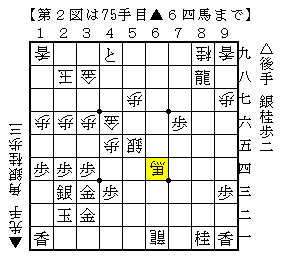 【第２図は75手目▲６四馬まで】
１ ２ ３ ４ ５ ６ ７ ８ ９
香 と 桂 香 九
玉 金 龍 八
歩 歩 七
歩 歩 歩 金 歩 六
歩 銀 五
歩 歩 歩 馬 四
銀 金 歩 歩 三
玉 金 二
香 龍 桂 香 一
△後手 銀桂歩二
▲先手 角銀桂歩三